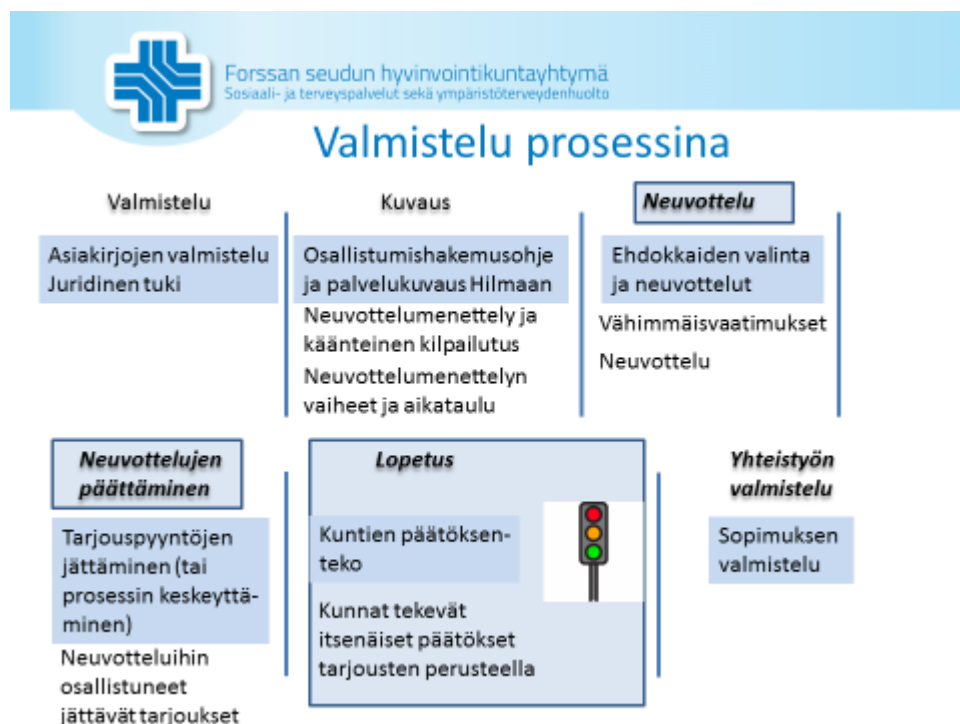 Forssan seudun hyvinvointikuntayhtymä
Sosiaali- ja terveyspalvelut sekä ympäristöterveydenhuolto
Valmistelu prosessina
Valmistelu
Asiakirjojen valmistelu
Juridinen tuki
Kuvaus
Osallistumishakemusohje
ja palvelukuvaus Hilmaan
Neuvottelumenettely ja
käänteinen kilpailutus
Neuvottelumenettelyn
vaiheet ja aikataulu
Neuvottelu
Ehdokkaiden valinta
ja neuvottelut
Vähimmäisvaatimukset
Neuvottelu
Neuvottelujen
päättäminen
Tarjouspyyntöjen
jättäminen (tai
prosessin keskeyttä-
minen)
Neuvotteluihin
osallistuneet
jättävät tarjoukset
Lopetus
Kuntien päätöksen-
teko
Kunnat tekevät
itsenäiset päätökset
tarjousten perusteella
Yhteistyön
valmistelu
Sopimuksen
valmistelu